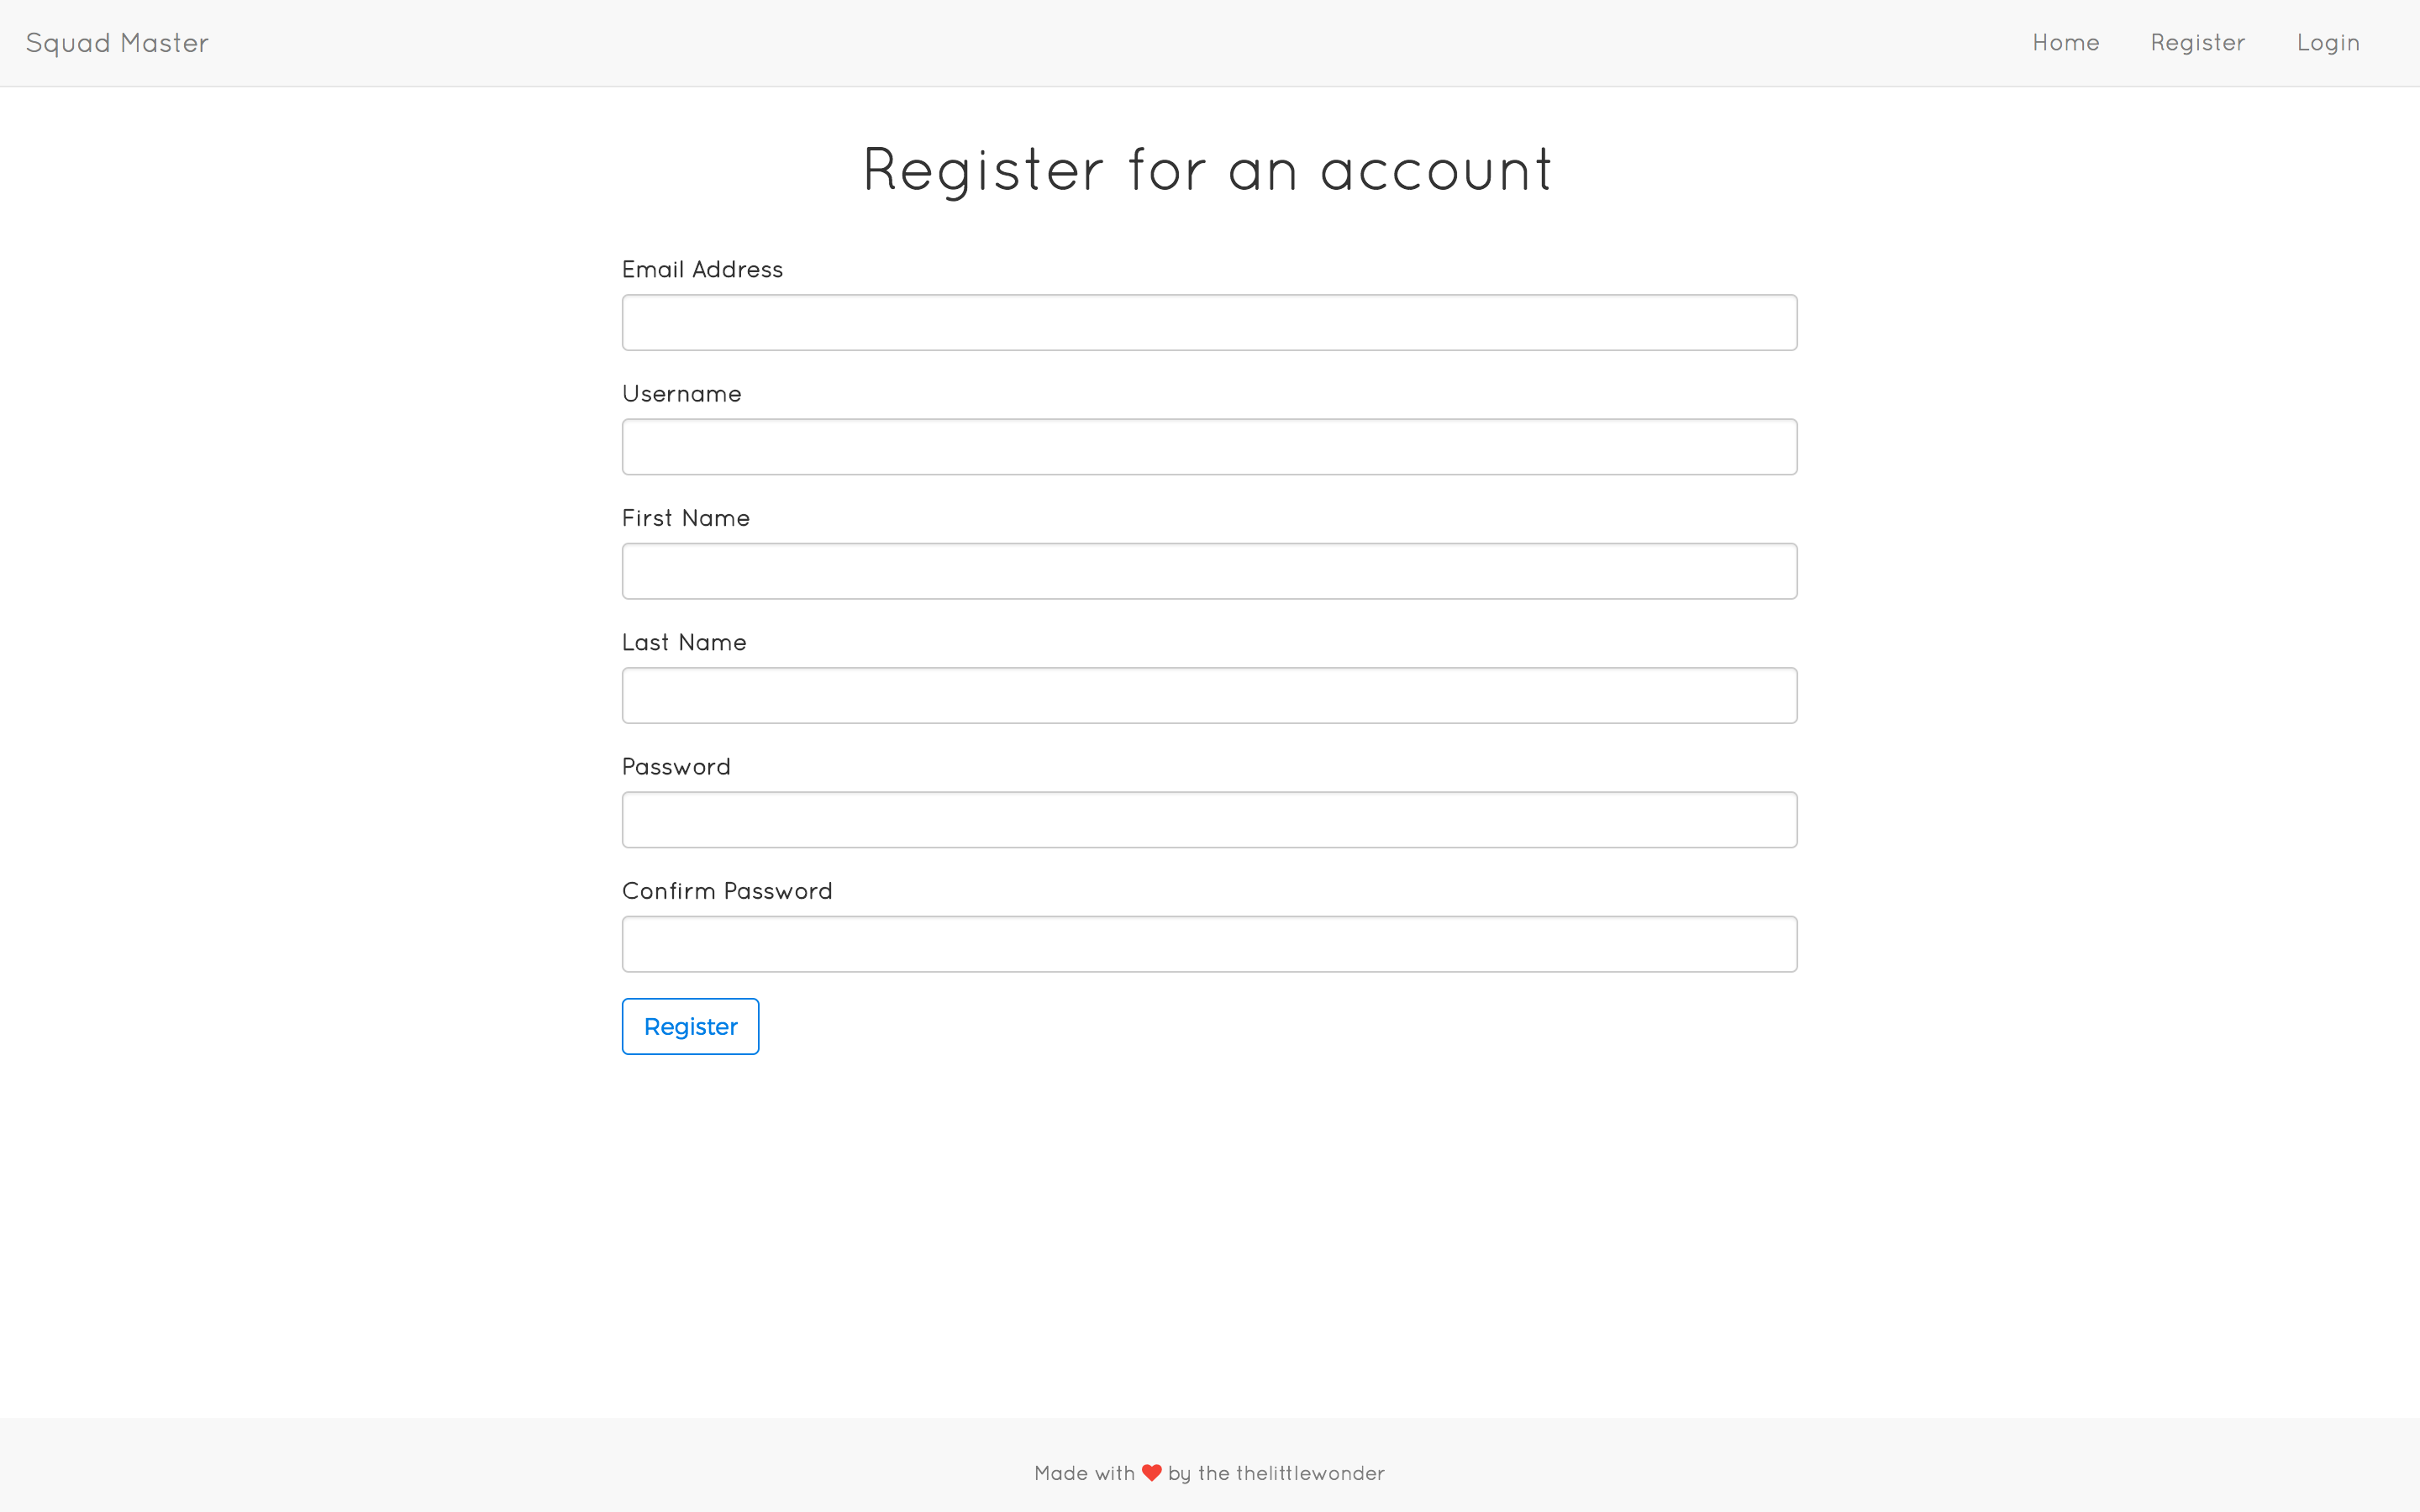 Squad Master
Home Register Login
Register for an account
Email Address
Username
First Name
Last Name
Password
Confirm Password
Register
Made with ❤ by the thelittlewonder